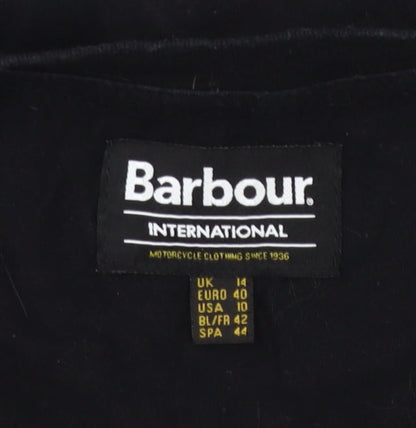 Barbour.
INTERNATIONAL
MOTORCYCLE CLOTHING SINCE 1936
UK 14
EURO 40
USA 10
BL/FR 42
SPA 44